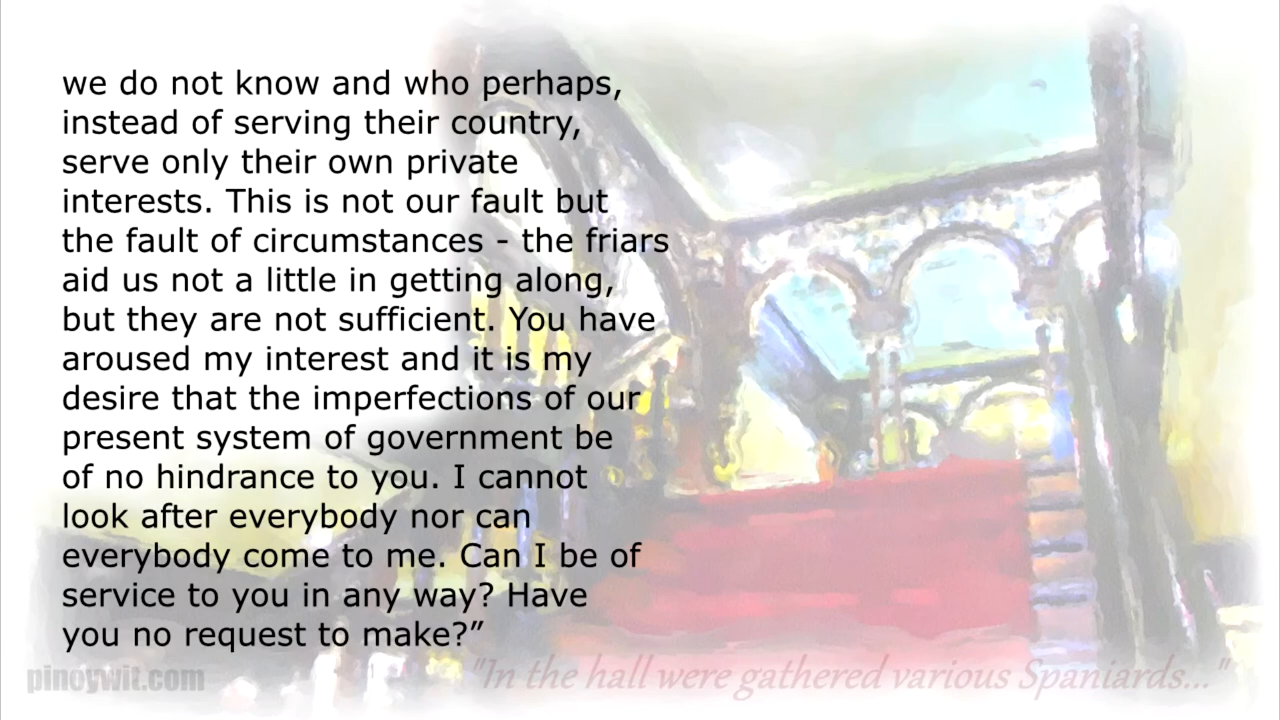 we do not know and who perhaps,
instead of serving their country,
serve only their own private
interests. This is not our fault but
the fault of circumstances - the friars
aid us not a little in getting along,
but they are not sufficient. You have
aroused my interest and it is my
desire that the imperfections of our
present system of government be
of no hindrance to you. I cannot
look after everybody nor can
everybody come to me. Can I be of
service to you in any way? Have
you no request to make?”
pinoywit.com
"In the hall were gathered various Spaniards..."